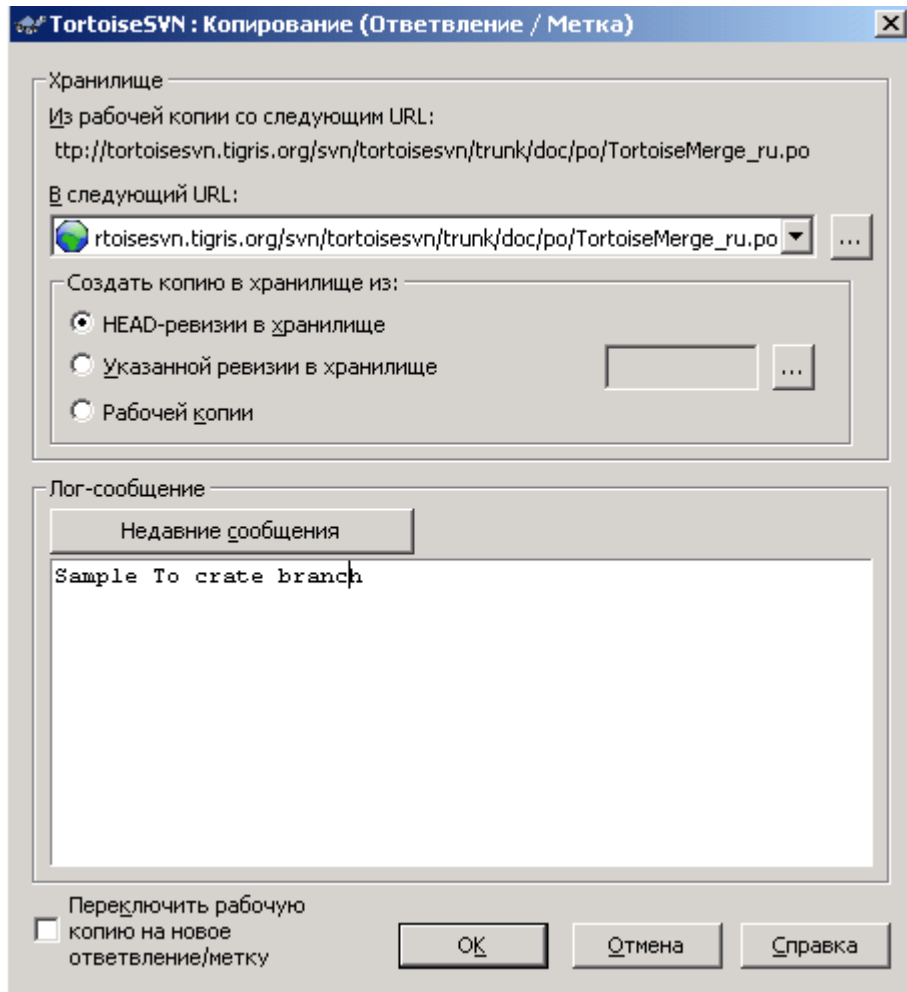 TortoiseSVN : Копирование (Ответвление / Метка)
Хранилище
Из рабочей копии со следующим URL:
ttp://tortoisesvn.tigris.org/svn/tortoisesvn/trunk/doc/po/TortoiseMerge_ru.po
В следующий URL:
rtoisesvn.tigris.org/svn/tortoisesvn/trunk/doc/po/TortoiseMerge_ru.po
...
Создать копию в хранилище из:
HEAD-ревизии в хранилище
Указанной ревизии в хранилище
...
Рабочей копии
Лог-сообщение
Недавние сообщения
Sample To crate branch
Переключить рабочую
копию на новое
ответвление/метку
OK
Отмена
Справка